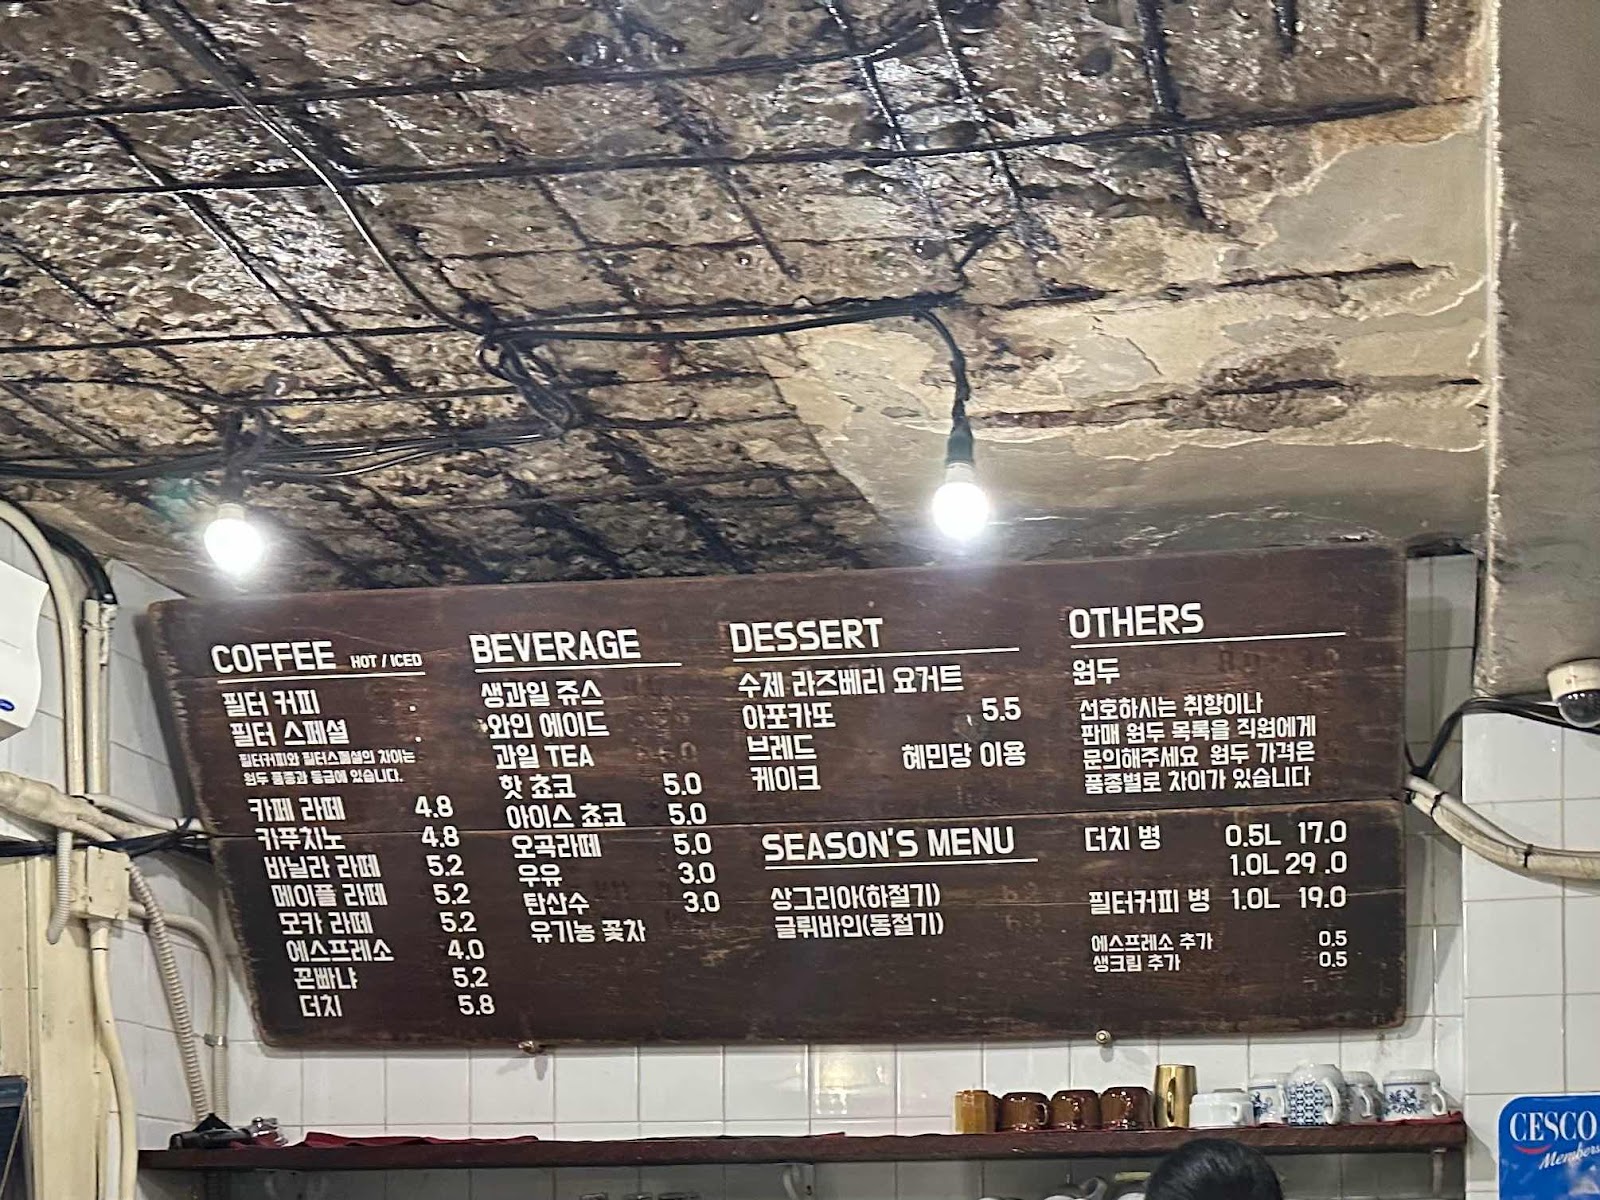 COFFEE HOT / ICED
필터 커피
필터 스페셜
필터커피와 필터스페셜의 차이는
원두 품종과 등급에 있습니다.
카페 라떼 4.8
카푸치노 4.8
바닐라 라떼 5.2
메이플 라떼 5.2
모카 라떼 5.2
에스프레소 4.0
꼰빠냐 5.2
더치 5.8
BEVERAGE
생과일 쥬스
와인 에이드
과일 TEA
핫 쵸코 5.0
아이스 쵸코 5.0
오곡라떼 5.0
우유 3.0
탄산수 3.0
유기농 꽃차
DESSERT
수제 라즈베리 요거트
아포카또 5.5
브레드
혜민당 이용
케이크
SEASON'S MENU
상그리아(하절기)
글뤼바인(동절기)
OTHERS
원두
선호하시는 취향이나
판매 원두 목록을 직원에게
문의해주세요 원두 가격은
품종별로 차이가 있습니다
더치 병 0.5L 17.0
1.0L 29 .0
필터커피 병 1.0L 19.0
에스프레소 추가 0.5
생크림 추가 0.5
CESCO
Members